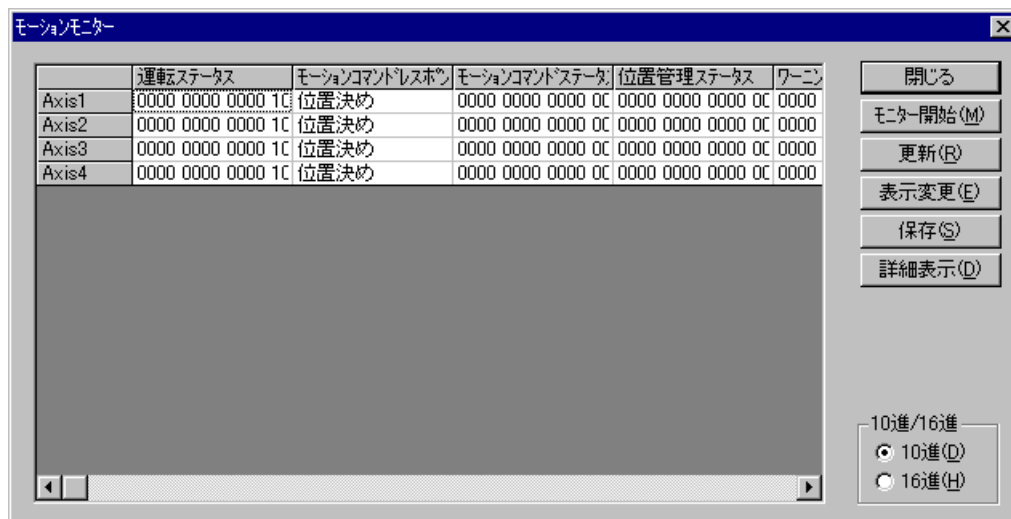 モーションモニター
運転ステータス モーションコマンドレスポン モーションコマンドステータス 位置管理ステータス ワーニン
Axis1 0000 0000 0000 10 位置決め 0000 0000 0000 00 0000 0000 0000 00 0000
Axis2 0000 0000 0000 10 位置決め 0000 0000 0000 00 0000 0000 0000 00 0000
Axis3 0000 0000 0000 10 位置決め 0000 0000 0000 00 0000 0000 0000 00 0000
Axis4 0000 0000 0000 10 位置決め 0000 0000 0000 00 0000 0000 0000 00 0000
閉じる
モニター開始(M)
更新(R)
表示変更(E)
保存(S)
詳細表示(D)
10進/16進
10進(D)
16進(H)